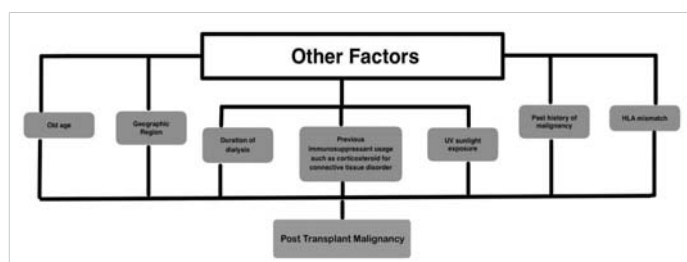 Other Factors
Old age
Geographic
Region
Duration of
dialysis
Previous
immunosuppressant usage
such as corticosteroid for
connective tissue disorder
UV sunlight
exposure
Past history of
malignancy
HLA mismatch
Post Transplant Malignancy